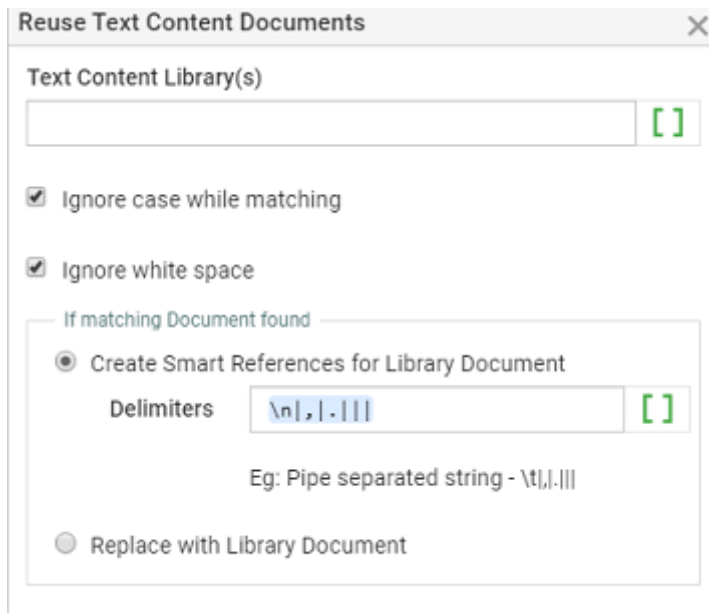 Reuse Text Content Documents
Text Content Library(s)
[ ]
Ignore case while matching
Ignore white space
If matching Document found
Create Smart References for Library Document
Delimiters \n|,|.||| [ ]
Eg: Pipe separated string - \t|,|.|||
Replace with Library Document